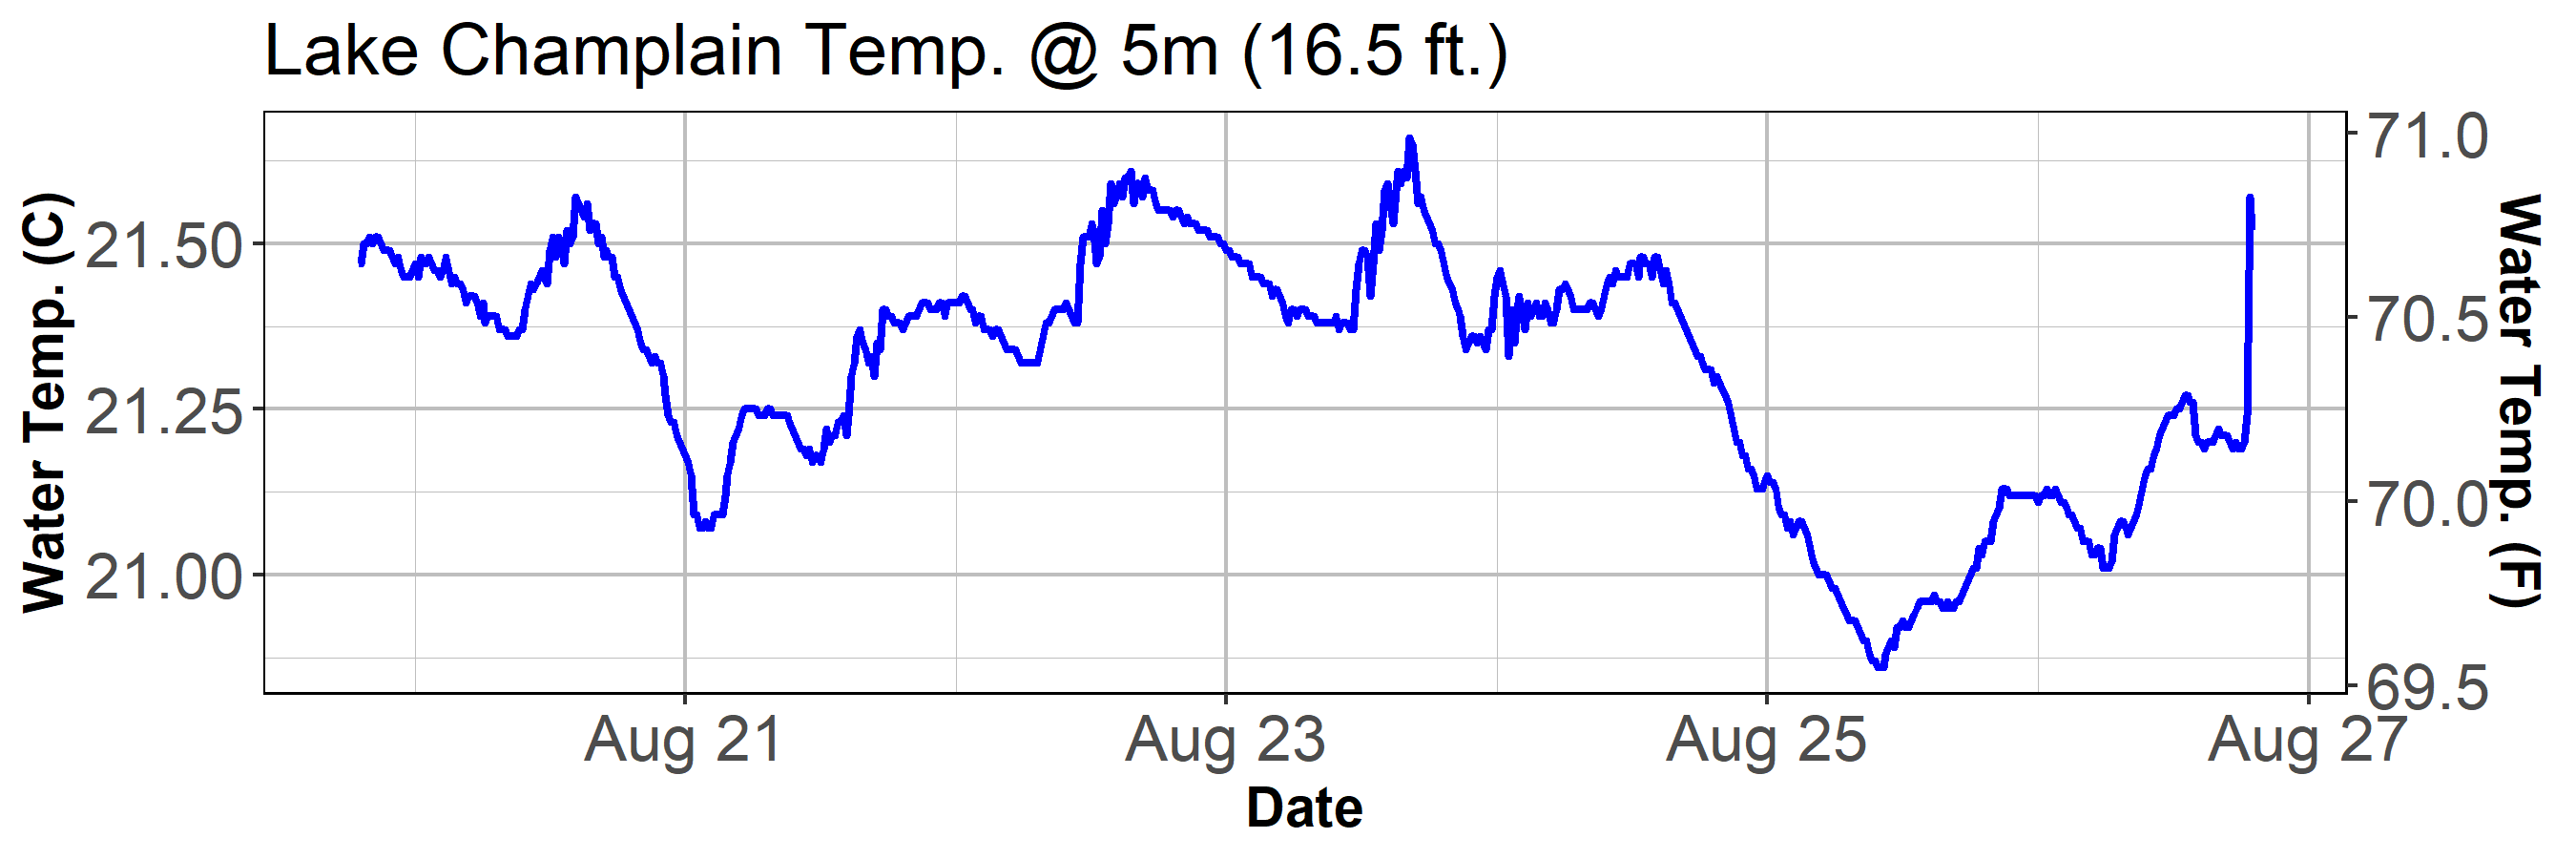 Lake Champlain Temp. @ 5m (16.5 ft.)
Water Temp. (C)
21.50
21.25
21.00
71.0
70.5
70.0
69.5
Water Temp. (F)
Aug 21
Aug 23
Aug 25
Aug 27
Date